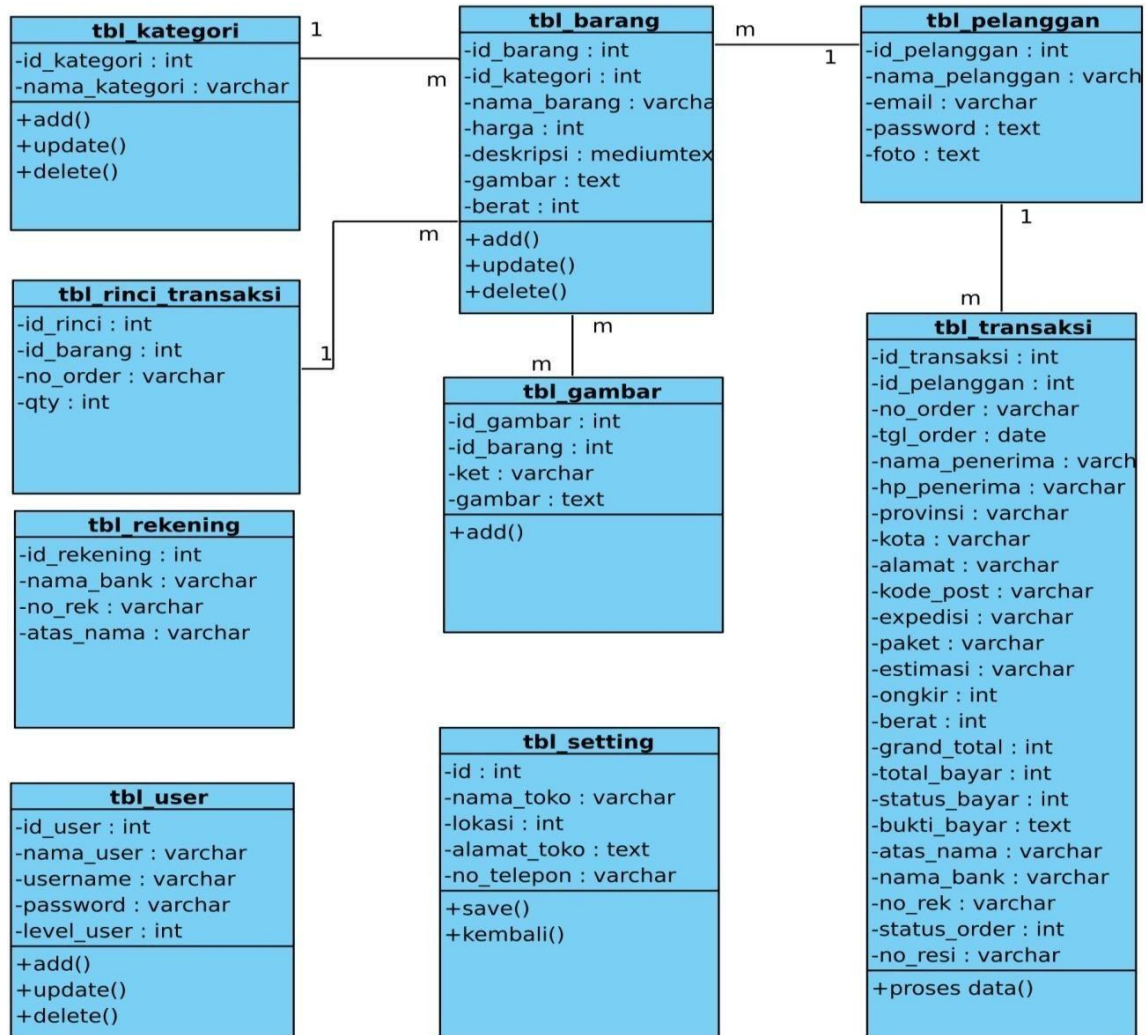 tbl_kategori
-id_kategori : int
-nama_kategori : varchar
+add()
+update()
+delete()
1
m
tbl_barang
-id_barang : int
-id_kategori : int
-nama_barang : varcha
-harga : int
-deskripsi : mediumtex
-gambar : text
-berat : int
+add()
+update()
+delete()
m
1
tbl_pelanggan
-id_pelanggan : int
-nama_pelanggan : varch
-email : varchar
-password : text
-foto : text
1
m
m
1
tbl_rinci_transaksi
-id_rinci : int
-id_barang : int
-no_order : varchar
-qty : int
m
m
tbl_gambar
-id_gambar : int
-id_barang : int
-ket : varchar
-gambar : text
+add()
tbl_transaksi
-id_transaksi : int
-id_pelanggan : int
-no_order : varchar
-tgl_order : date
-nama_penerima : varch
-hp_penerima : varchar
-provinsi : varchar
-kota : varchar
-alamat : varchar
-kode_post : varchar
-expedisi : varchar
-paket : varchar
-estimasi : varchar
-ongkir : int
-berat : int
-grand_total : int
-total_bayar : int
-status_bayar : int
-bukti_bayar : text
-atas_nama : varchar
-nama_bank : varchar
-no_rek : varchar
-status_order : int
-no_resi : varchar
+proses data()
tbl_rekening
-id_rekening : int
-nama_bank : varchar
-no_rek : varchar
-atas_nama : varchar
tbl_setting
-id : int
-nama_toko : varchar
-lokasi : int
-alamat_toko : text
-no_telepon : varchar
+save()
+kembali()
tbl_user
-id_user : int
-nama_user : varchar
-username : varchar
-password : varchar
-level_user : int
+add()
+update()
+delete()